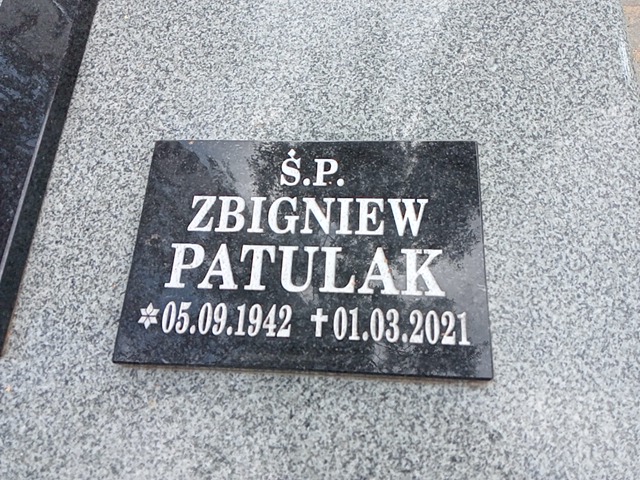 Ś.P.
ZBIGNIEW
PATULAK
✶05.09.1942 ✝01.03.2021